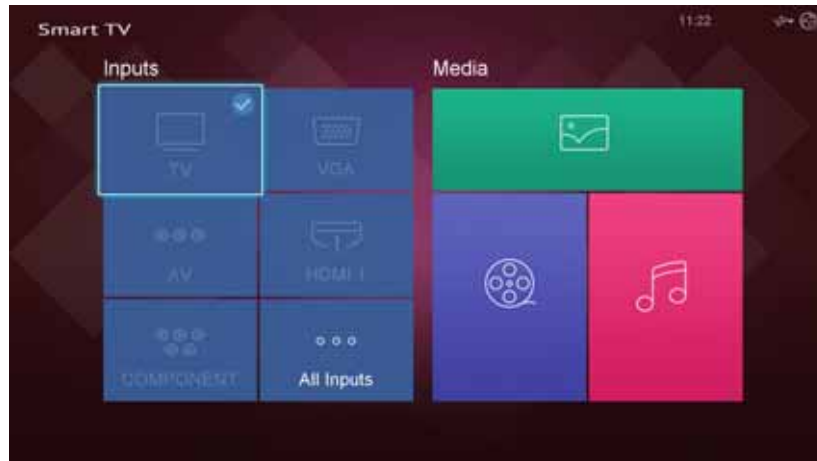 Smart TV
11:22
Inputs
Media
TV
VGA
AV
HDMI 1
COMPONENT
All Inputs